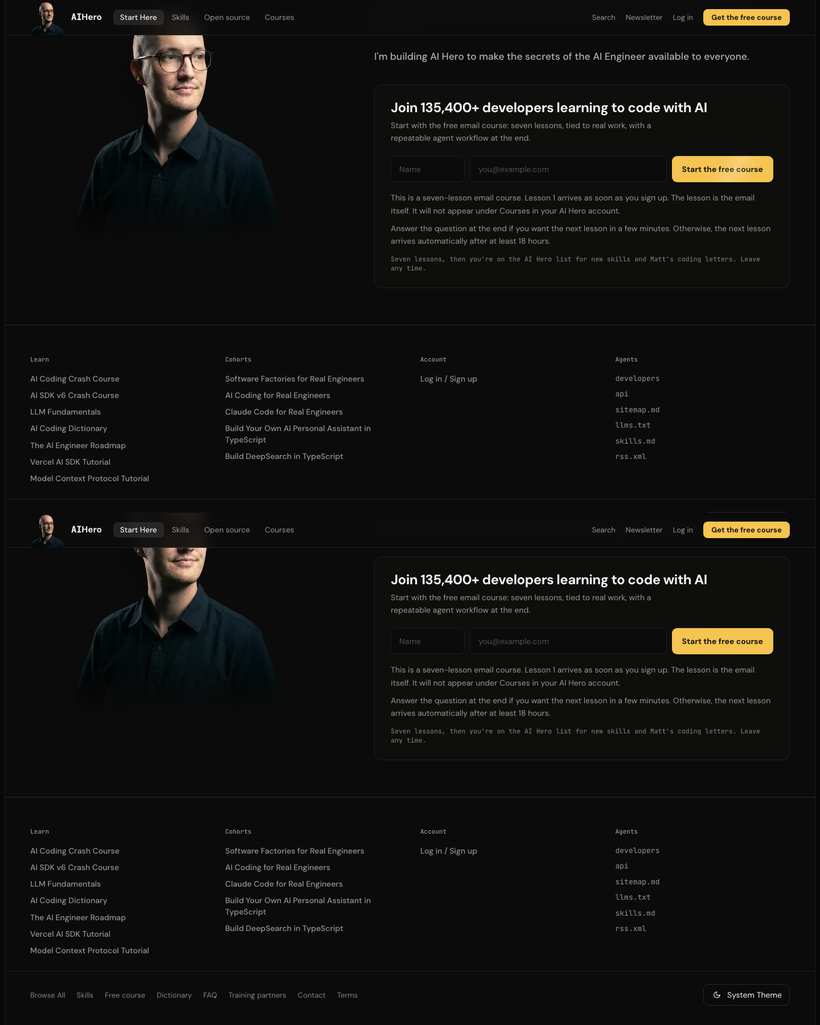 AIHero Start Here Skills Open source Courses Search Newsletter Log in Get the free course
I'm building AI Hero to make the secrets of the AI Engineer available to everyone.
Join 135,400+ developers learning to code with AI
Start with the free email course: seven lessons, tied to real work, with a
repeatable agent workflow at the end.
Name you@example.com Start the free course
This is a seven-lesson email course. Lesson 1 arrives as soon as you sign up. The lesson is the email
itself. It will not appear under Courses in your AI Hero account.
Answer the question at the end if you want the next lesson in a few minutes. Otherwise, the next lesson
arrives automatically after at least 18 hours.
Seven lessons, then you're on the AI Hero list for new skills and Matt's coding letters. Leave
any time.
Learn
AI Coding Crash Course
AI SDK v6 Crash Course
LLM Fundamentals
AI Coding Dictionary
The AI Engineer Roadmap
Vercel AI SDK Tutorial
Model Context Protocol Tutorial
Cohorts
Software Factories for Real Engineers
AI Coding for Real Engineers
Claude Code for Real Engineers
Build Your Own AI Personal Assistant in
TypeScript
Build DeepSearch in TypeScript
Account
Log in / Sign up
Agents
developers
api
sitemap.md
llms.txt
skills.md
rss.xml
AIHero Start Here Skills Open source Courses Search Newsletter Log in Get the free course
Join 135,400+ developers learning to code with AI
Start with the free email course: seven lessons, tied to real work, with a
repeatable agent workflow at the end.
Name you@example.com Start the free course
This is a seven-lesson email course. Lesson 1 arrives as soon as you sign up. The lesson is the email
itself. It will not appear under Courses in your AI Hero account.
Answer the question at the end if you want the next lesson in a few minutes. Otherwise, the next lesson
arrives automatically after at least 18 hours.
Seven lessons, then you're on the AI Hero list for new skills and Matt's coding letters. Leave
any time.
Learn
AI Coding Crash Course
AI SDK v6 Crash Course
LLM Fundamentals
AI Coding Dictionary
The AI Engineer Roadmap
Vercel AI SDK Tutorial
Model Context Protocol Tutorial
Cohorts
Software Factories for Real Engineers
AI Coding for Real Engineers
Claude Code for Real Engineers
Build Your Own AI Personal Assistant in
TypeScript
Build DeepSearch in TypeScript
Account
Log in / Sign up
Agents
developers
api
sitemap.md
llms.txt
skills.md
rss.xml
Browse All Skills Free course Dictionary FAQ Training partners Contact Terms System Theme